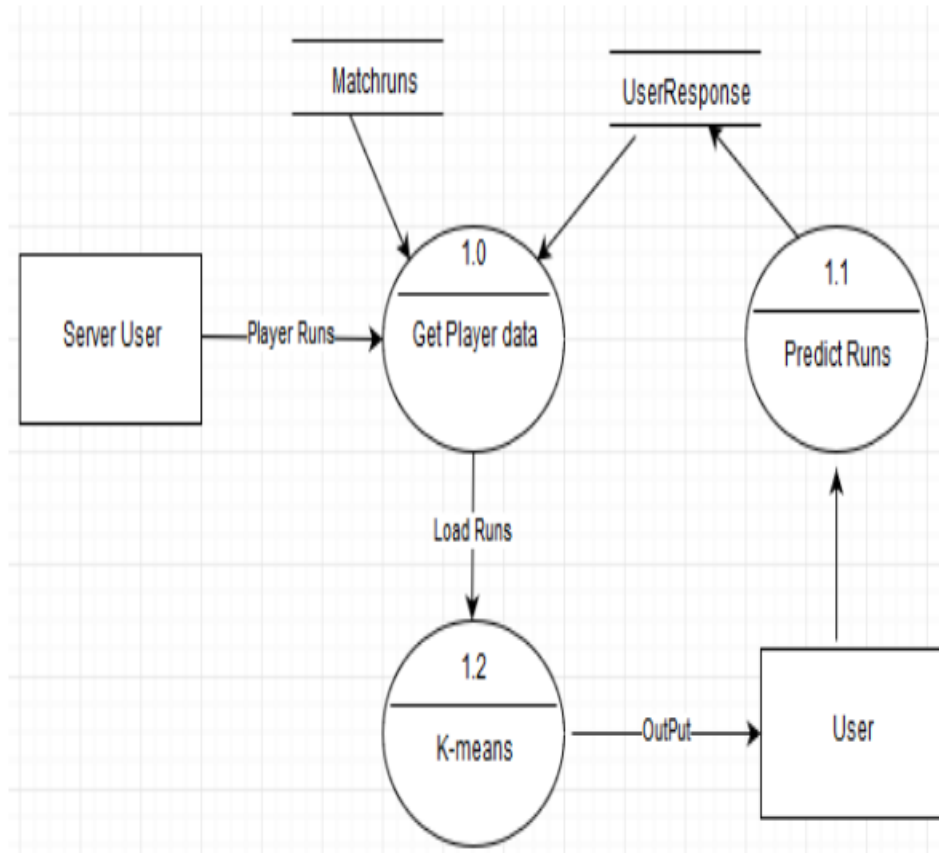 Matchruns
UserResponse
1.0
Get Player data
1.1
Predict Runs
Server User
Player Runs
Load Runs
1.2
K-means
OutPut
User